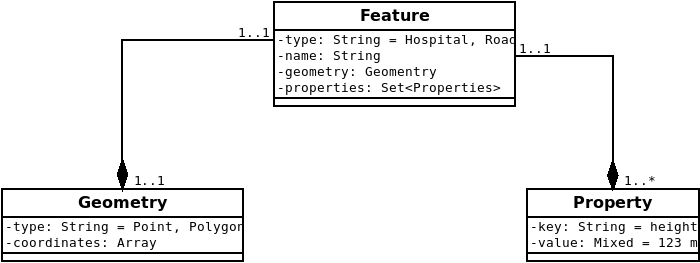 Feature
1..1
-type: String = Hospital, Road
-name: String
1..1
-geometry: Geomentry
-properties: Set<Properties>
1..1
1..*
Geometry
-type: String = Point, Polygon
-coordinates: Array
Property
-key: String = height
-value: Mixed = 123 m